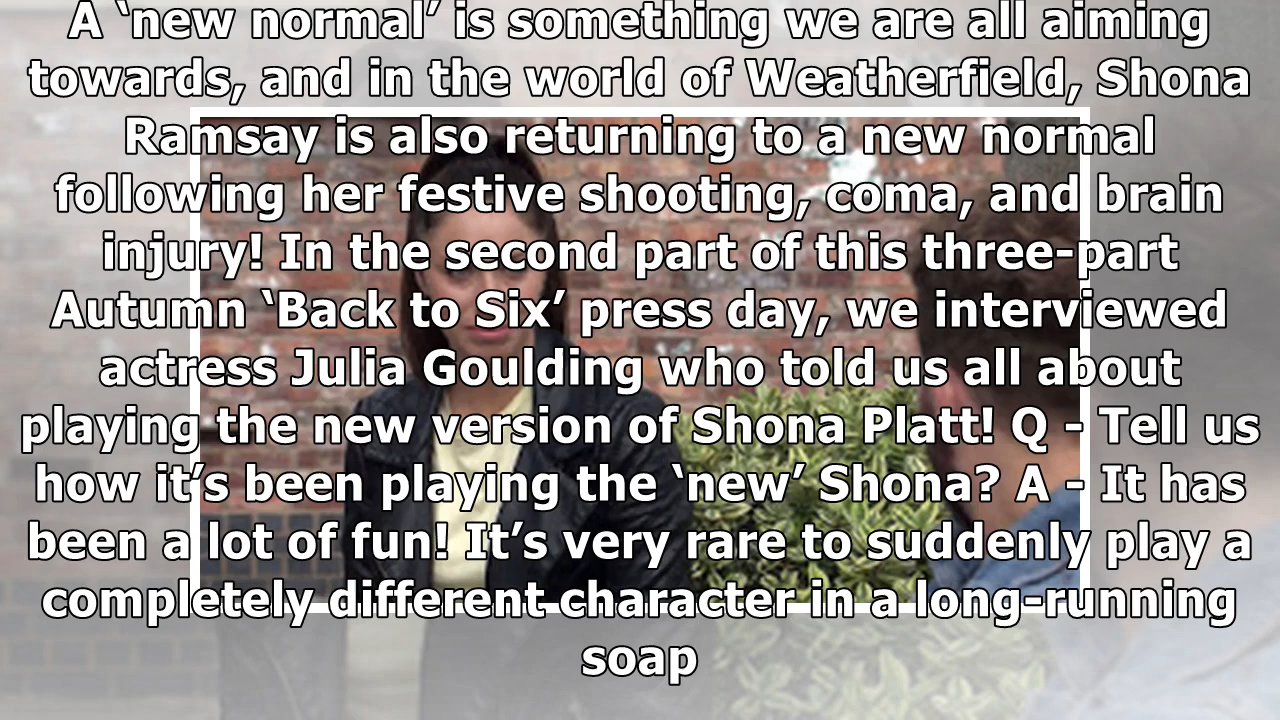 A ‘new normal’ is something we are all aiming
towards, and in the world of Weatherfield, Shona
Ramsay is also returning to a new normal
following her festive shooting, coma, and brain
injury! In the second part of this three-part
Autumn ‘Back to Six’ press day, we interviewed
actress Julia Goulding who told us all about
playing the new version of Shona Platt! Q - Tell us
how it’s been playing the ‘new’ Shona? A - It has
been a lot of fun! It’s very rare to suddenly play a
completely different character in a long-running
soap